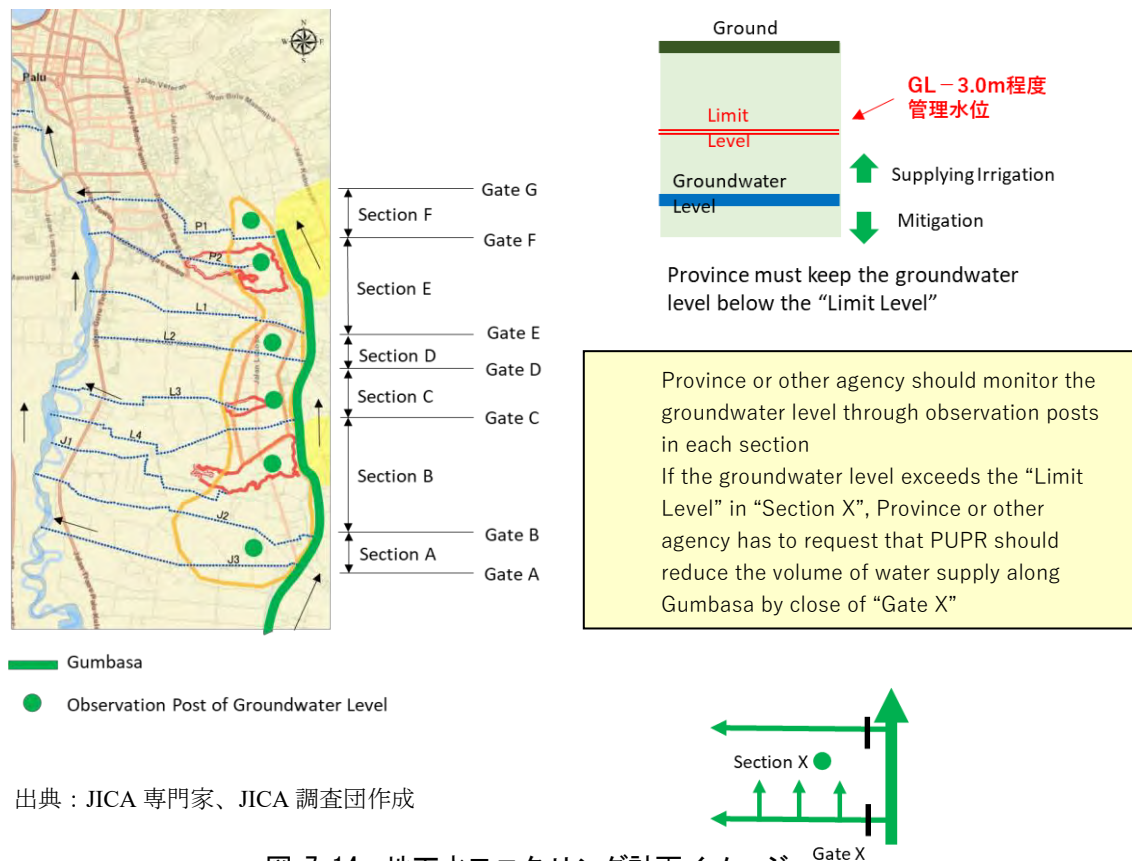 N
W
E
S
Palu
Jalan Veteran
P1
P2
L1
L2
L3
L4
J1
J2
J3
Gate G
Section F
Gate F
Section E
Gate E
Section D
Gate D
Section C
Gate C
Section B
Gate B
Section A
Gate A
Gumbasa
Observation Post of Groundwater Level
Ground
GL－3.0m程度
管理水位
Limit
Level
Supplying Irrigation
Groundwater
Level
Mitigation
Province must keep the groundwater
level below the “Limit Level”
Province or other agency should monitor the
groundwater level through observation posts
in each section
If the groundwater level exceeds the “Limit
Level” in “Section X”, Province or other
agency has to request that PUPR should
reduce the volume of water supply along
Gumbasa by close of “Gate X”
Section X
Gate X
出典：JICA 専門家、JICA 調査団作成